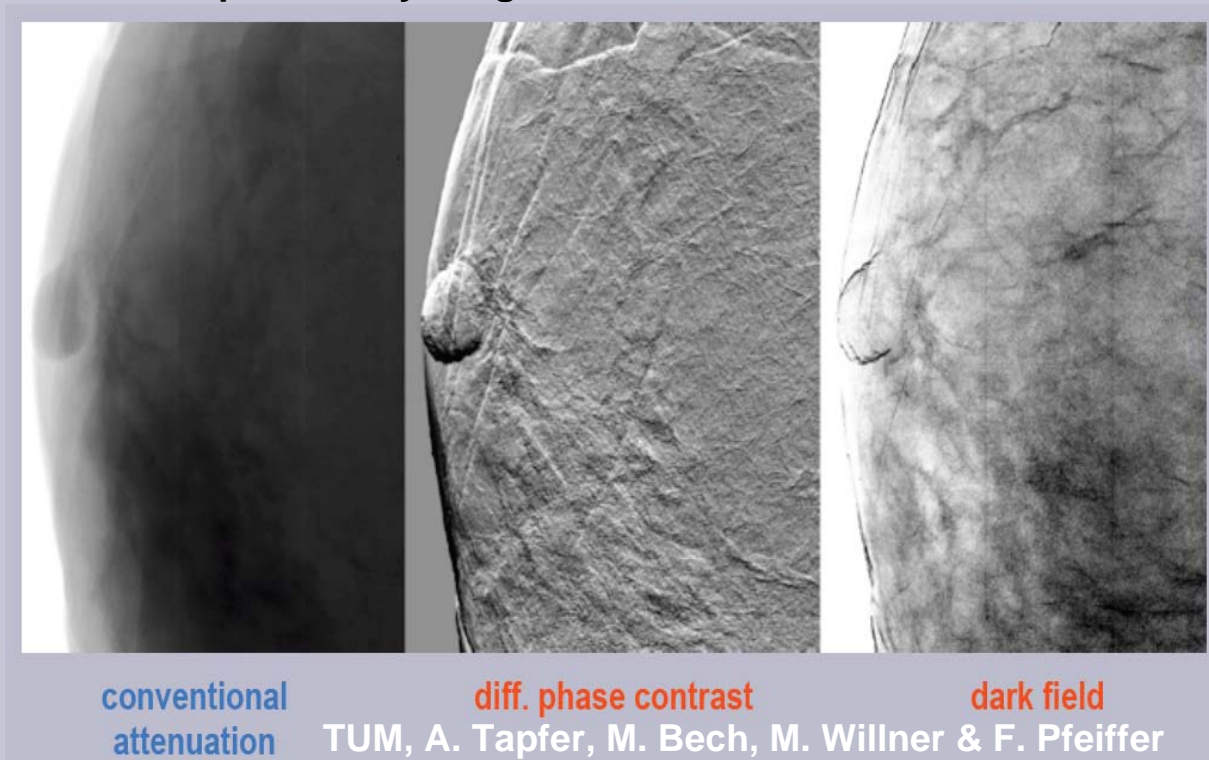 conventional
attenuation
diff. phase contrast
dark field
TUM, A. Tapfer, M. Bech, M. Willner & F. Pfeiffer